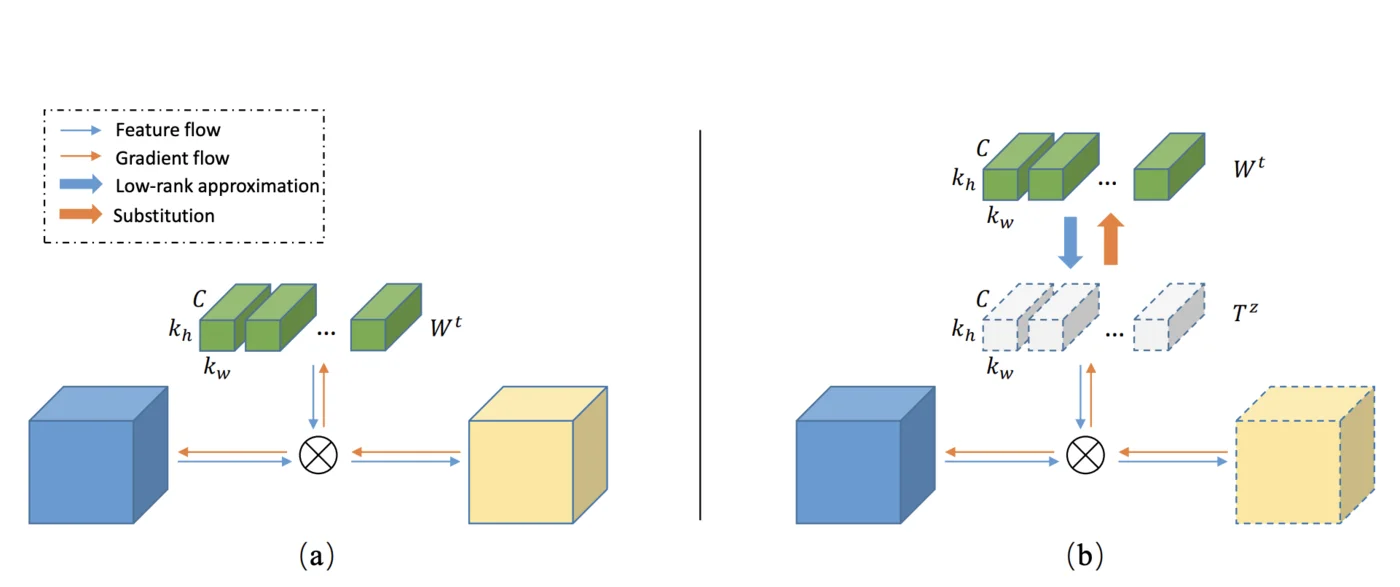 Feature flow
Gradient flow
Low-rank approximation
Substitution
C
k_h
k_w
...
W^t
(a)
C
k_h
k_w
...
W^t
C
k_h
k_w
...
T^z
(b)